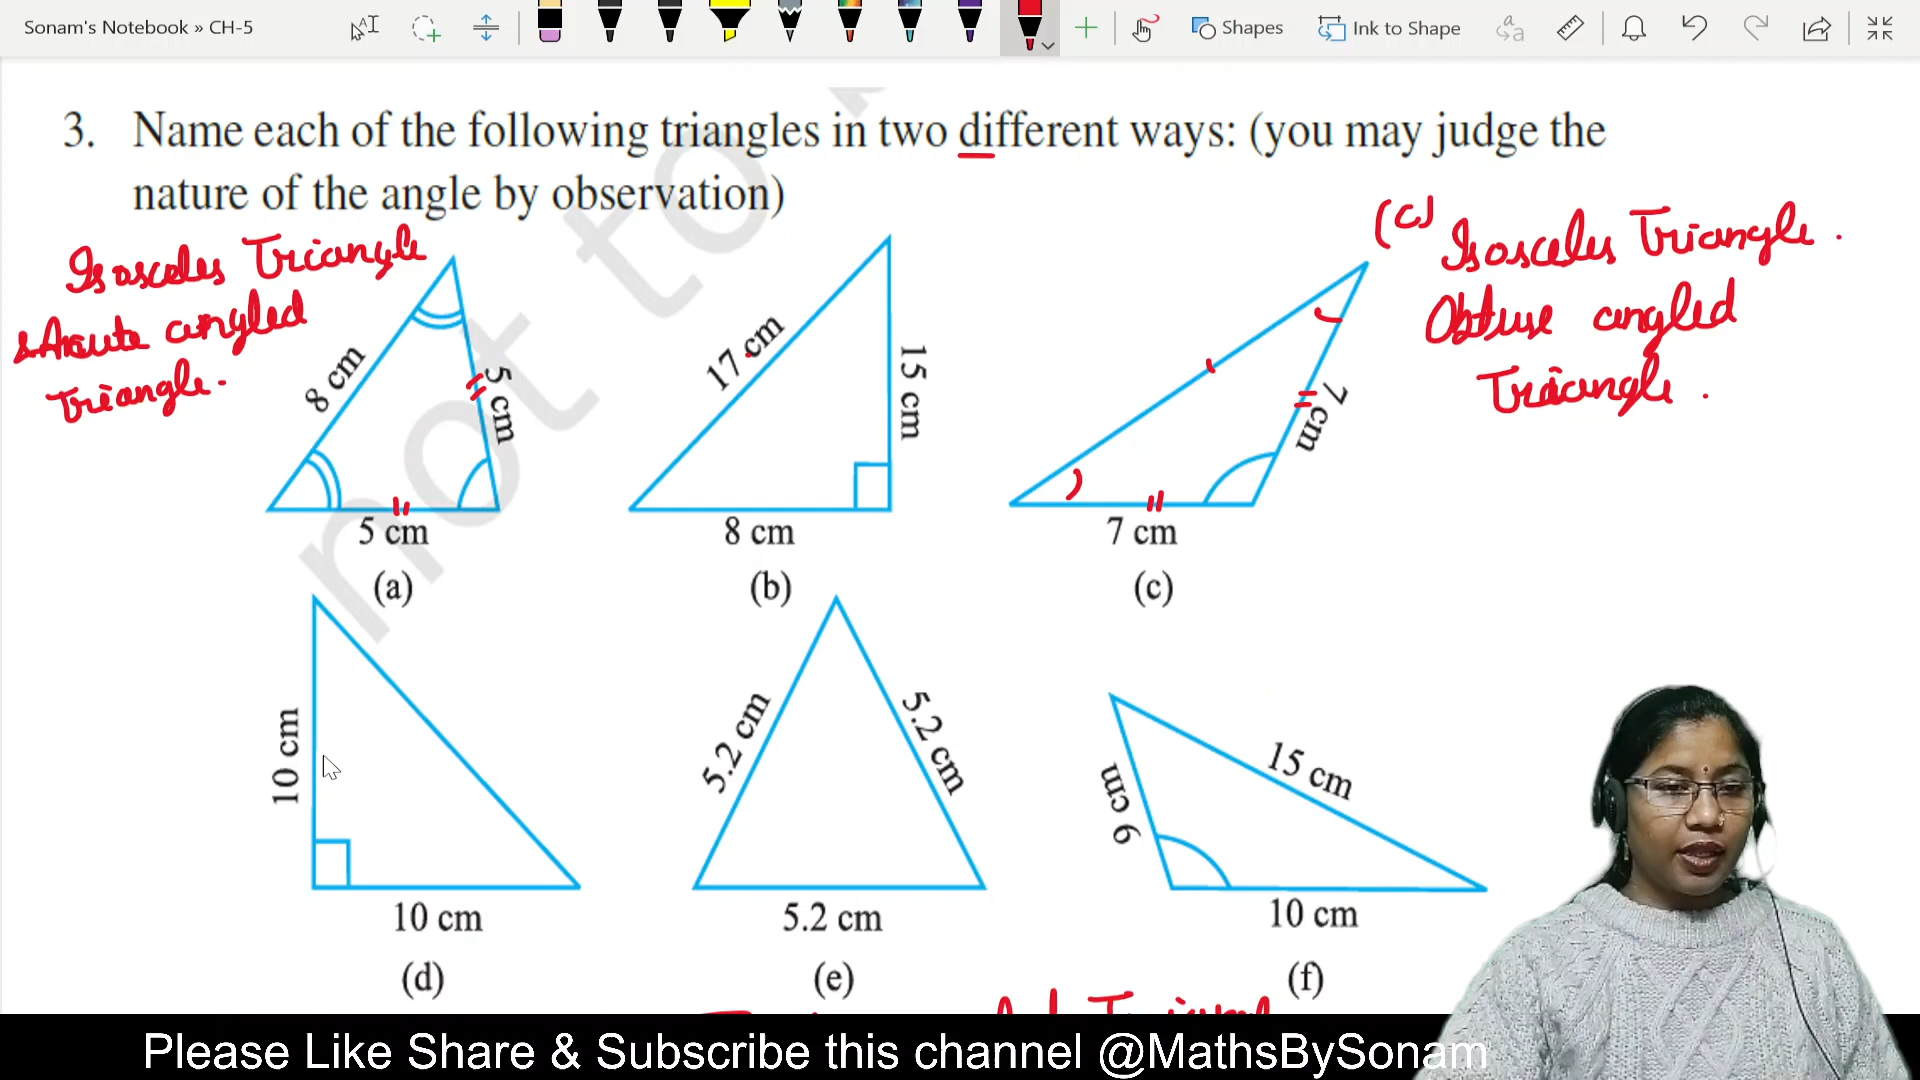 Sonam's Notebook » CH-5
Shapes
Ink to Shape
3. Name each of the following triangles in two different ways: (you may judge the
nature of the angle by observation)
Isosceles Triangle
& Acute angled
Triangle.
(c) Isosceles Triangle.
Obtuse angled
Triangle.
8 cm
5 cm
5 cm
(a)
17 cm
15 cm
8 cm
(b)
7 cm
7 cm
(c)
10 cm
10 cm
(d)
5.2 cm
5.2 cm
5.2 cm
(e)
9 cm
15 cm
10 cm
(f)
not to
Please Like Share & Subscribe this channel @MathsBySonam